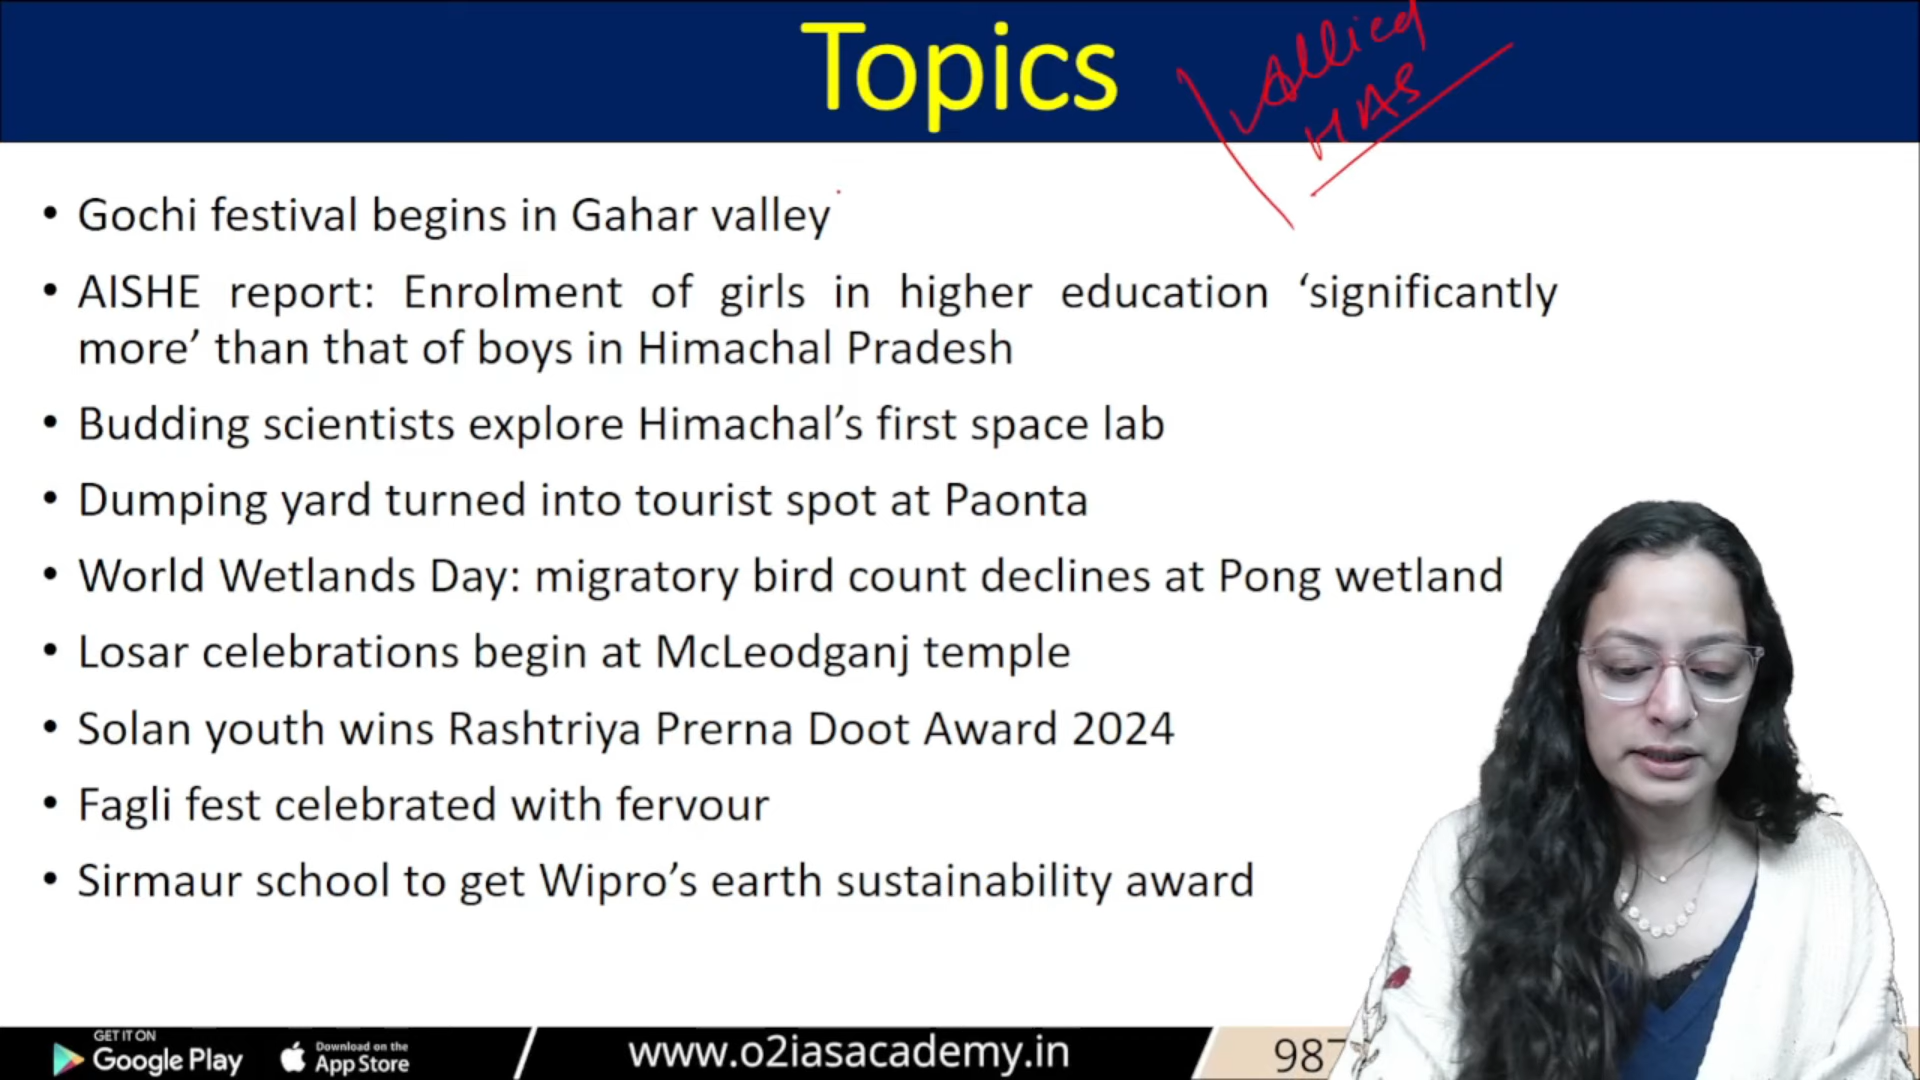 Topics
Allied
HAS
• Gochi festival begins in Gahar valley
• AISHE report: Enrolment of girls in higher education ‘significantly
more’ than that of boys in Himachal Pradesh
• Budding scientists explore Himachal’s first space lab
• Dumping yard turned into tourist spot at Paonta
• World Wetlands Day: migratory bird count declines at Pong wetland
• Losar celebrations begin at McLeodganj temple
• Solan youth wins Rashtriya Prerna Doot Award 2024
• Fagli fest celebrated with fervour
• Sirmaur school to get Wipro’s earth sustainability award
GET IT ON
Google Play
Download on the
App Store
www.o2iasacademy.in
98